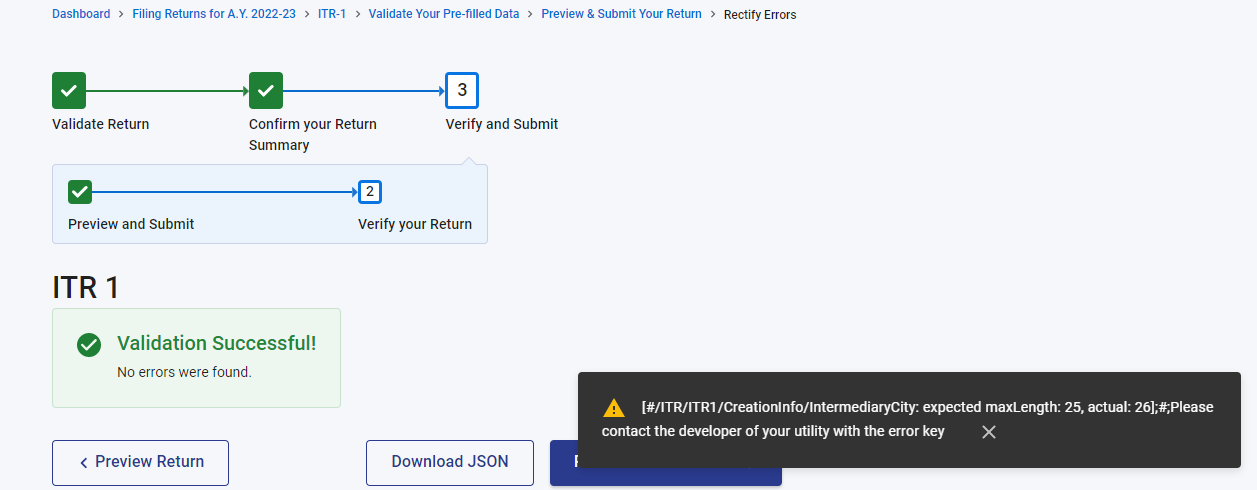 Dashboard > Filing Returns for A.Y. 2022-23 > ITR-1 > Validate Your Pre-filled Data > Preview & Submit Your Return > Rectify Errors
3
Validate Return
Confirm your Return
Summary
Verify and Submit
2
Preview and Submit
Verify your Return
ITR 1
Validation Successful!
No errors were found.
[#/ITR/ITR1/CreationInfo/IntermediaryCity: expected maxLength: 25, actual: 26];#;Please
contact the developer of your utility with the error key
Preview Return
Download JSON